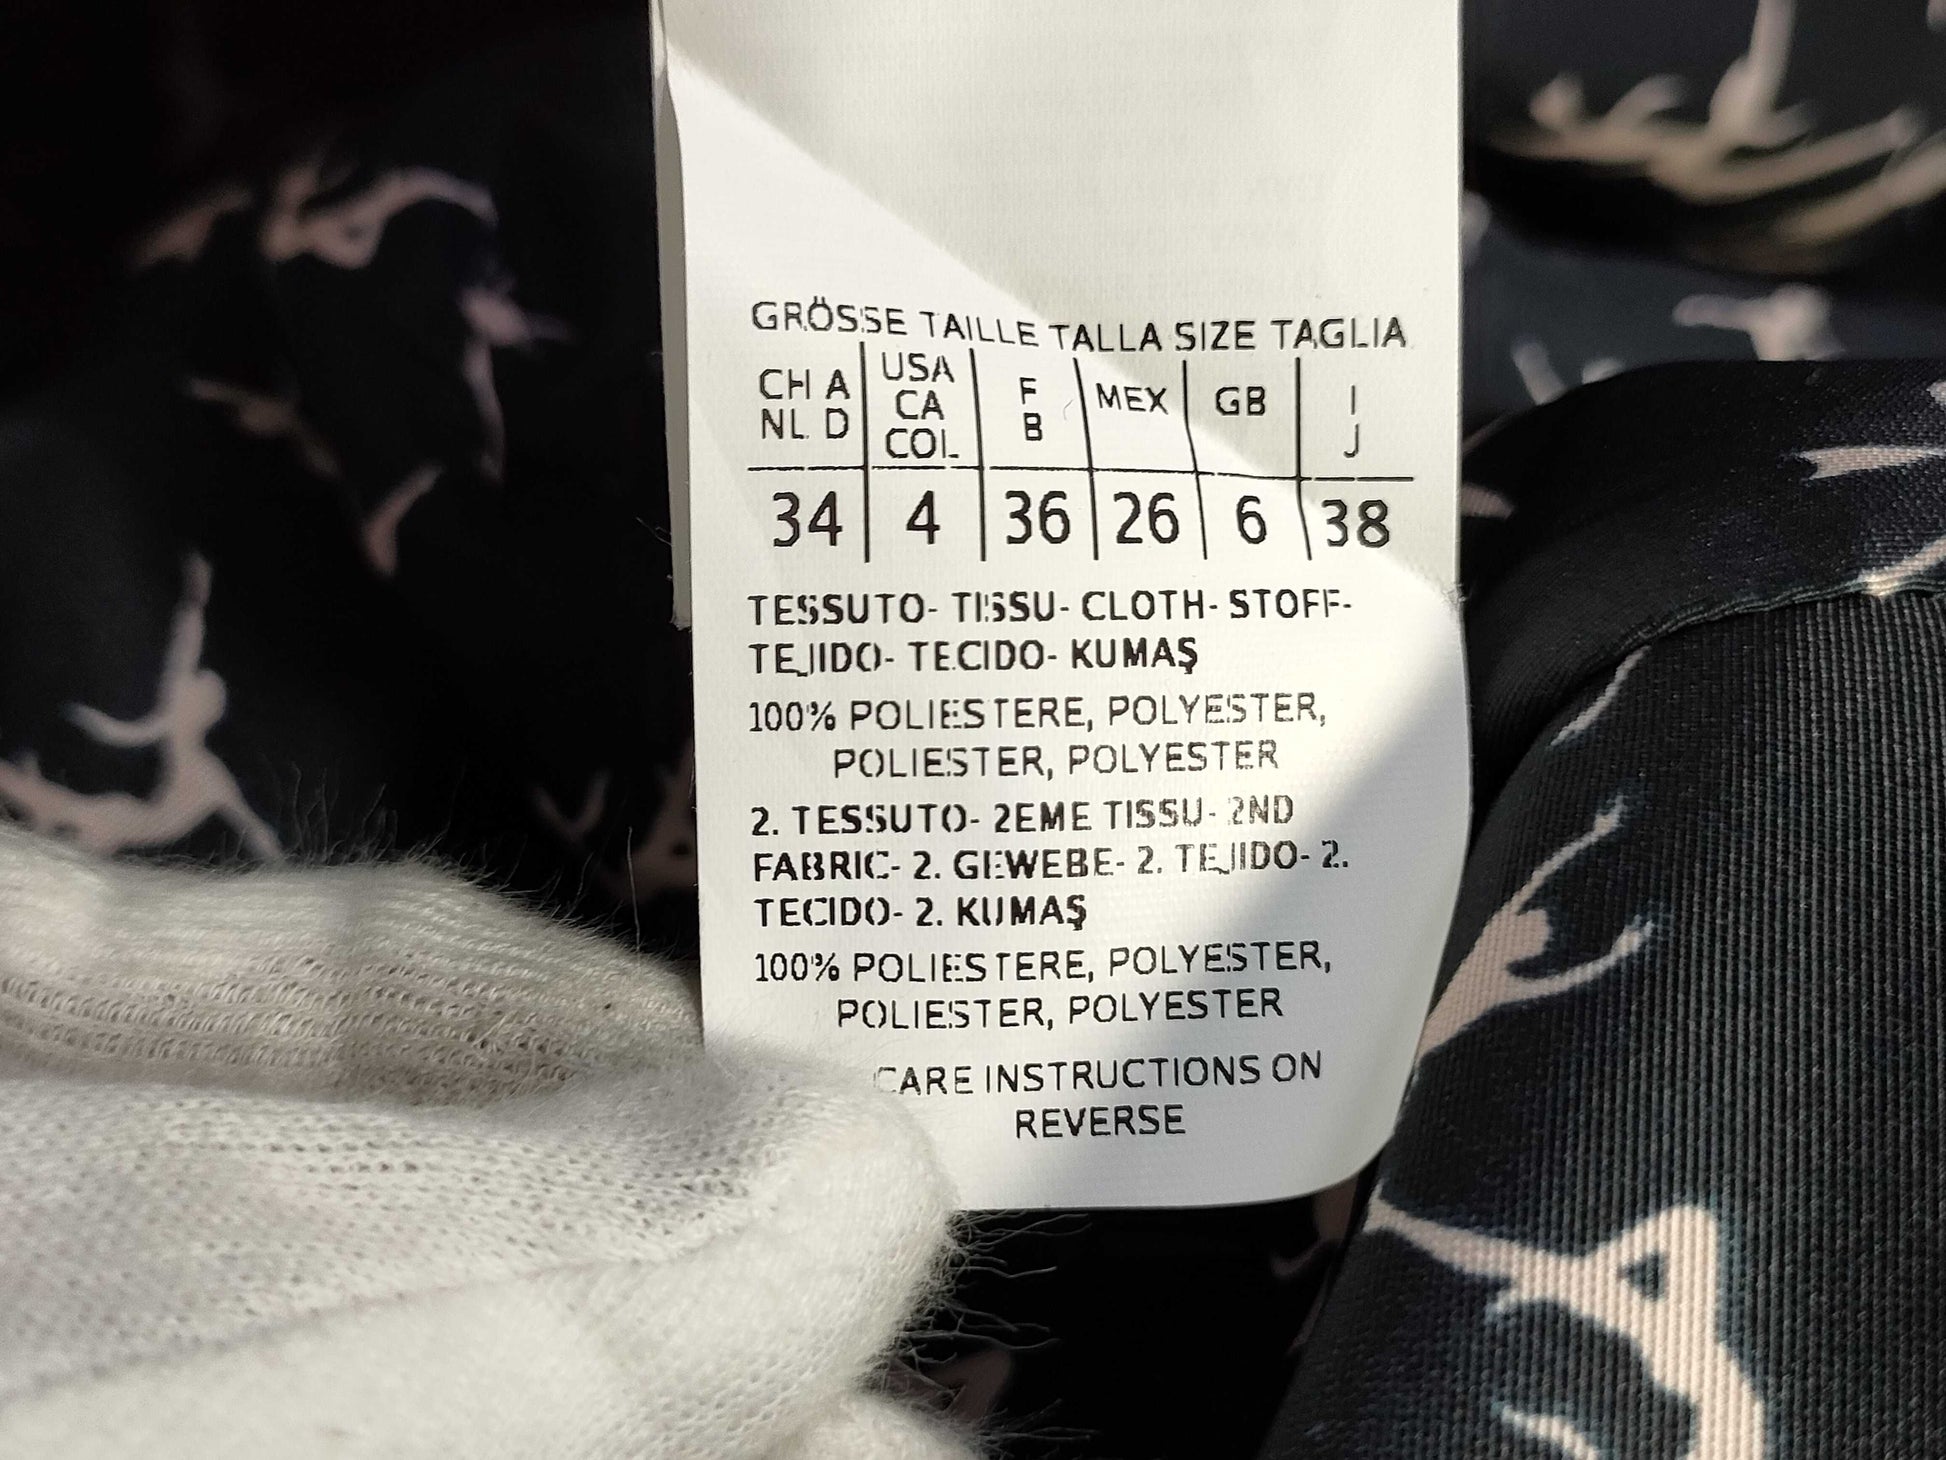 GRÖSSE TAILLE TALLA SIZE TAGLIA
CH A NL D USA CA COL F B MEX GB I J
34 4 36 26 6 38
TESSUTO- TISSU- CLOTH- STOFF-
TEJIDO- TECIDO- KUMAŞ
100% POLIESTERE, POLYESTER,
POLIESTER, POLYESTER
2. TESSUTO- 2EME TISSU- 2ND
FABRIC- 2. GEWEBE- 2. TEJIDO- 2.
TECIDO- 2. KUMAŞ
100% POLIESTERE, POLYESTER,
POLIESTER, POLYESTER
CARE INSTRUCTIONS ON
REVERSE